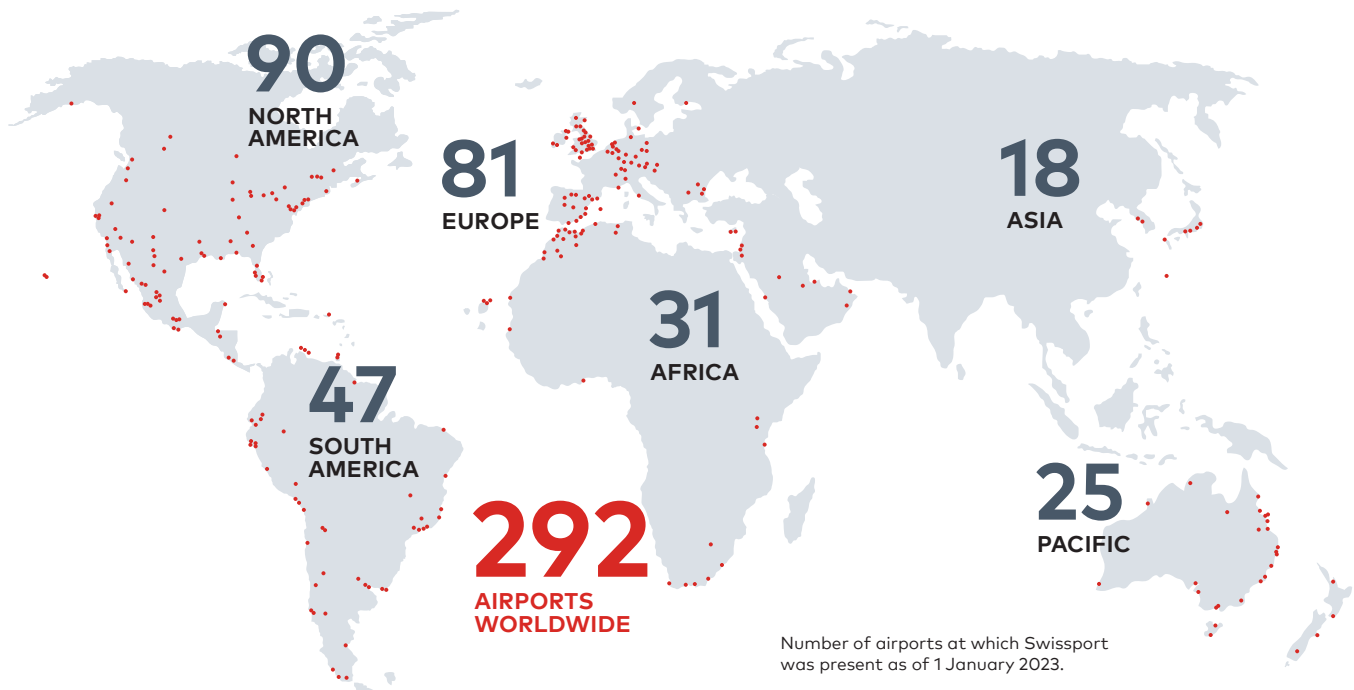 90
NORTH
AMERICA
81
EUROPE
18
ASIA
31
AFRICA
47
SOUTH
AMERICA
25
PACIFIC
292
AIRPORTS
WORLDWIDE
Number of airports at which Swissport
was present as of 1 January 2023.